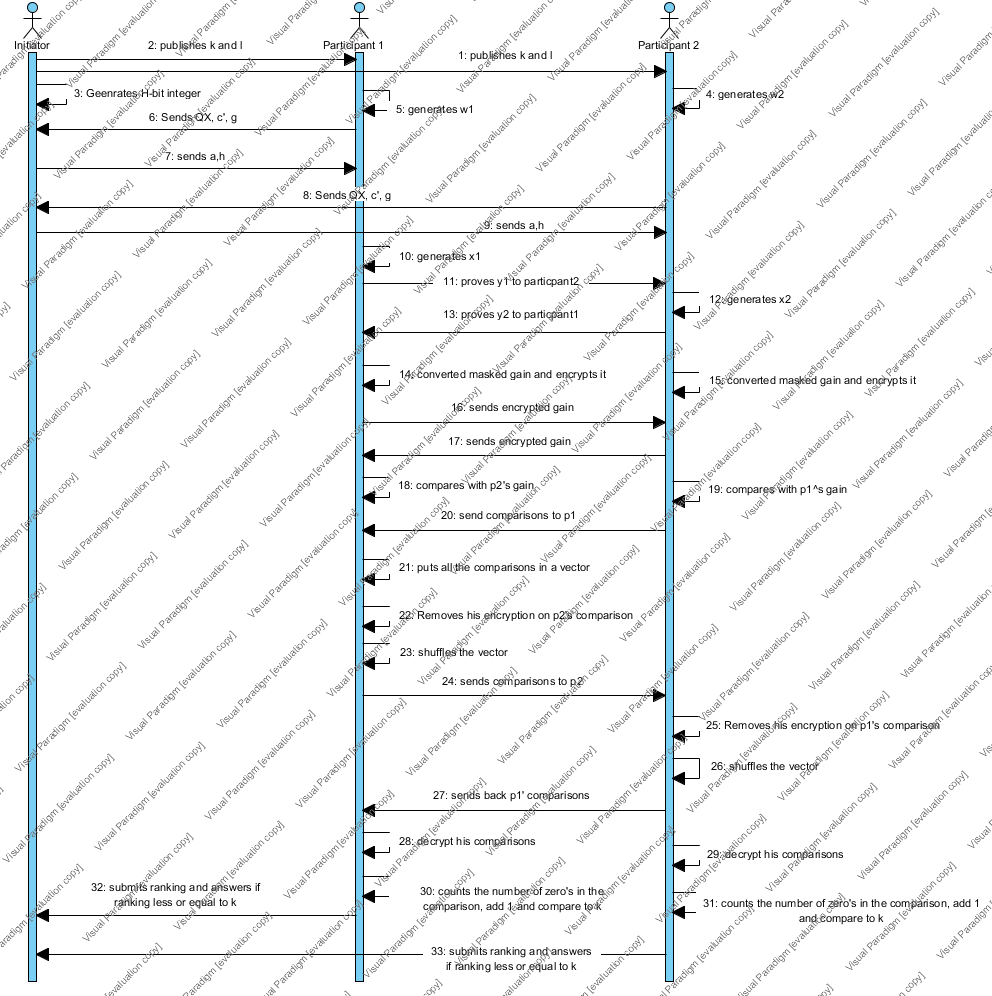 Initiator
Participant 1
Participant 2
2: publishes k and l
1: publishes k and l
3: Geenrates H-bit integer
4: generates w2
5: generates w1
6: Sends QX, c', g
7: sends a,h
8: Sends QX, c', g
9: sends a,h
10: generates x1
11: proves y1 to particpant2
12: generates x2
13: proves y2 to particpant1
14: converted masked gain and encrypts it
15: converted masked gain and encrypts it
16: sends encrypted gain
17: sends encrypted gain
18: compares with p2's gain
19: compares with p1^s gain
20: send comparisons to p1
21: puts all the comparisons in a vector
22: Removes his encryption on p2's comparison
23: shuffles the vector
24: sends comparisons to p2
25: Removes his encryption on p1's comparison
26: shuffles the vector
27: sends back p1' comparisons
28: decrypt his comparisons
29: decrypt his comparisons
32: submits ranking and answers if
ranking less or equal to k
30: counts the number of zero's in the
comparison, add 1 and compare to k
31: counts the number of zero's in the comparison, add 1
and compare to k
33: submits ranking and answers
if ranking less or equal to k
Visual Paradigm [evaluation copy]